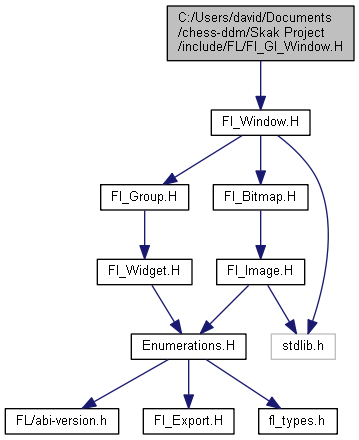 C:/Users/david/Documents
/chess-ddm/Skak Project
/include/FL/Fl_Gl_Window.H
Fl_Window.H
Fl_Group.H
Fl_Bitmap.H
Fl_Widget.H
Fl_Image.H
Enumerations.H
stdlib.h
FL/abi-version.h
Fl_Export.H
fl_types.h